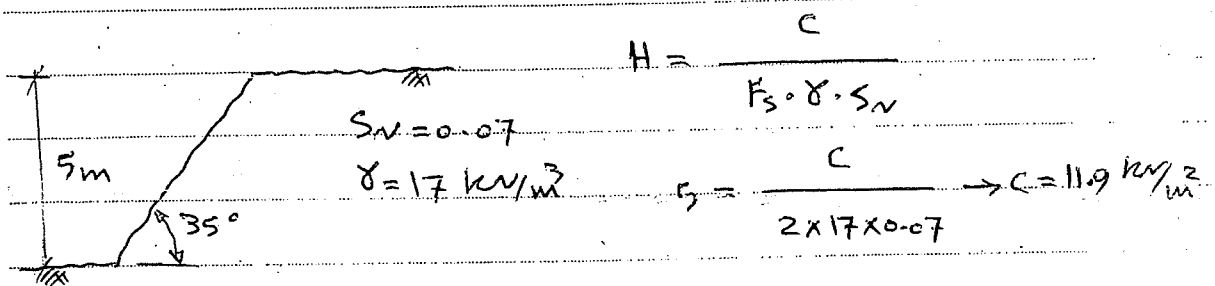 H = C / (Fs · γ · SN)
5m
SN = 0.07
γ = 17 kN/m³
35°
5 = C / (2 × 17 × 0.07) → C = 11.9 kN/m²